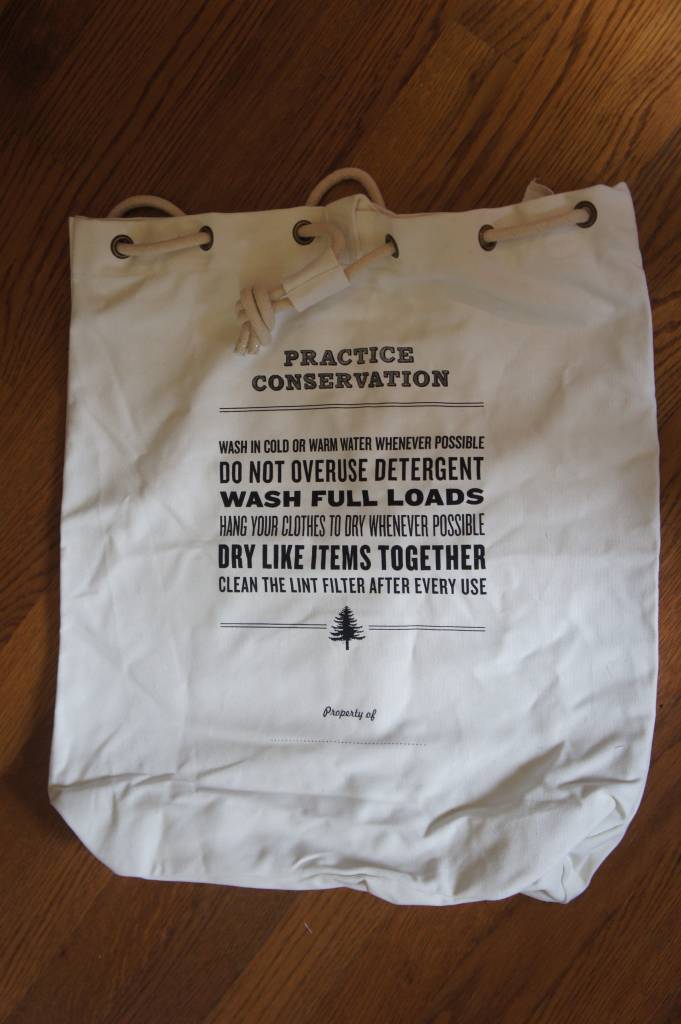 PRACTICE
CONSERVATION
WASH IN COLD OR WARM WATER WHENEVER POSSIBLE
DO NOT OVERUSE DETERGENT
WASH FULL LOADS
HANG YOUR CLOTHES TO DRY WHENEVER POSSIBLE
DRY LIKE ITEMS TOGETHER
CLEAN THE LINT FILTER AFTER EVERY USE
Property of